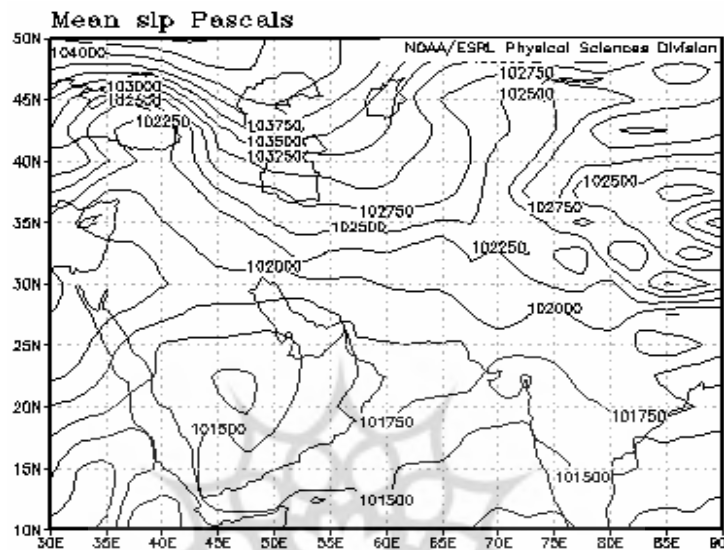 Mean slp Pascals
NOAA/ESRL Physical Sciences Division
50N
104000
102750
45N
103000
102500
102500
103750
102250
103500
40N
103250
102500
102750
102750
35N
102500
102250
102000
30N
102000
25N
20N
101500
101750
101750
15N
101500
101500
10N
30E 35E 40E 45E 50E 55E 60E 65E 70E 75E 80E 85E